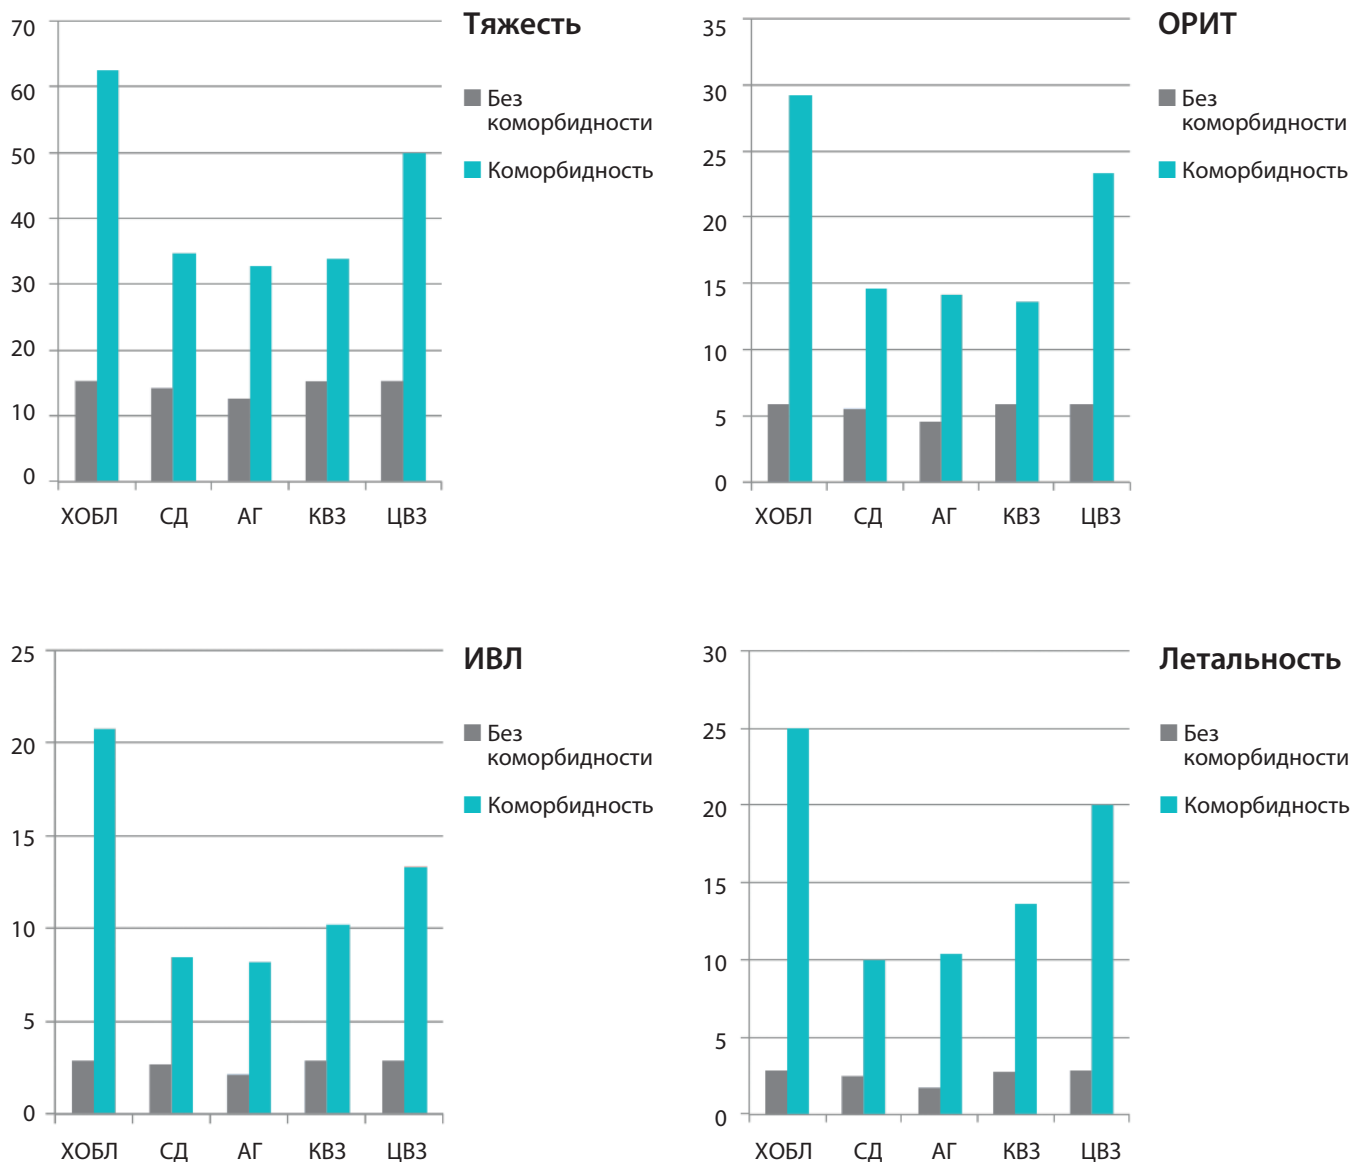 Тяжесть
70
60
50
40
30
20
10
0
Без
коморбидности
Коморбидность
ХОБЛ СД АГ КВЗ ЦВЗ
ОРИТ
35
30
25
20
15
10
5
0
Без
коморбидности
Коморбидность
ХОБЛ СД АГ КВЗ ЦВЗ
ИВЛ
25
20
15
10
5
0
Без
коморбидности
Коморбидность
ХОБЛ СД АГ КВЗ ЦВЗ
Летальность
30
25
20
15
10
5
0
Без
коморбидности
Коморбидность
ХОБЛ СД АГ КВЗ ЦВЗ